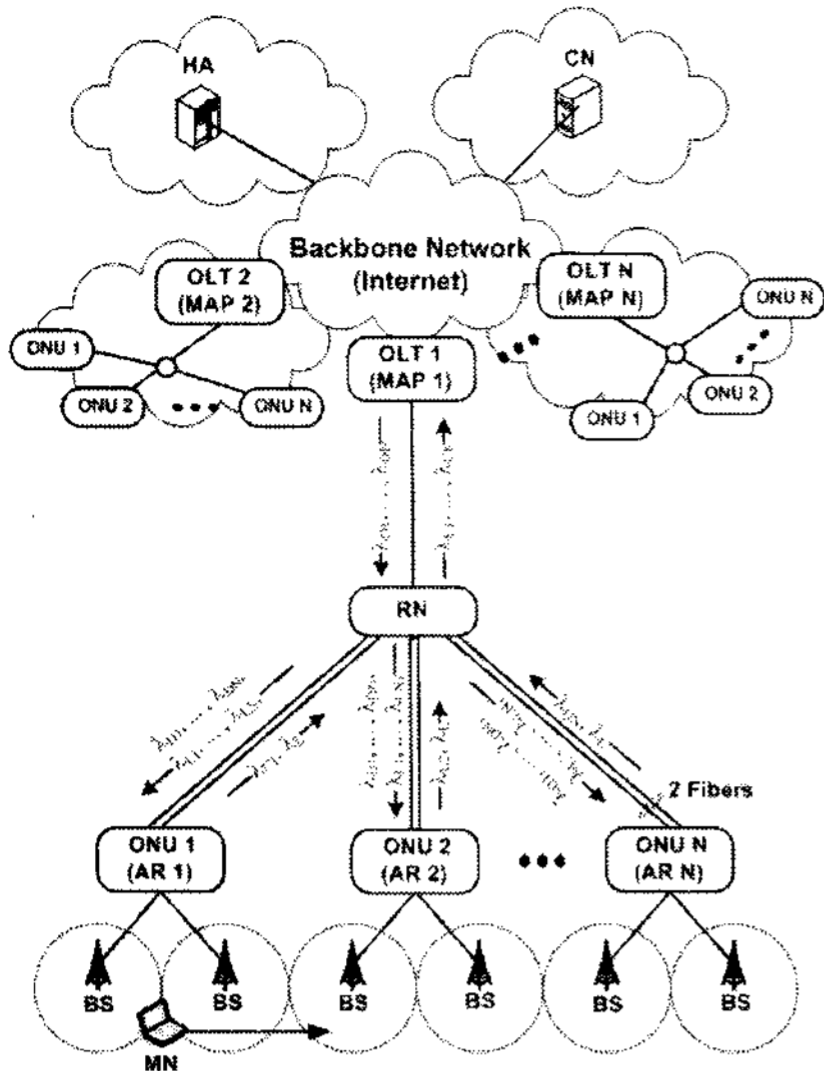 HA
CN
Backbone Network
(Internet)
OLT 2
(MAP 2)
OLT N
(MAP N)
OLT 1
(MAP 1)
ONU 1
ONU 2
ONU N
ONU N
ONU 2
ONU 1
RN
2 Fibers
ONU 1
(AR 1)
ONU 2
(AR 2)
ONU N
(AR N)
BS
BS
BS
BS
BS
BS
MN